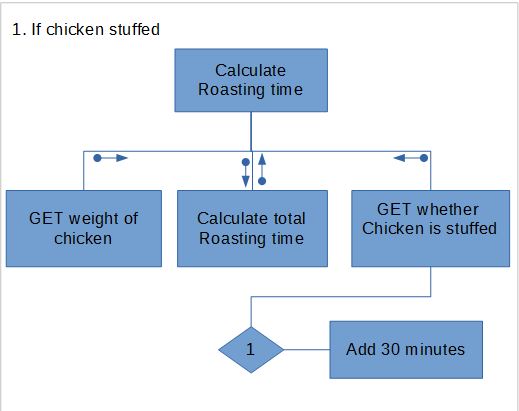 1. If chicken stuffed
Calculate
Roasting time
GET weight of
chicken
Calculate total
Roasting time
GET whether
Chicken is stuffed
1
Add 30 minutes